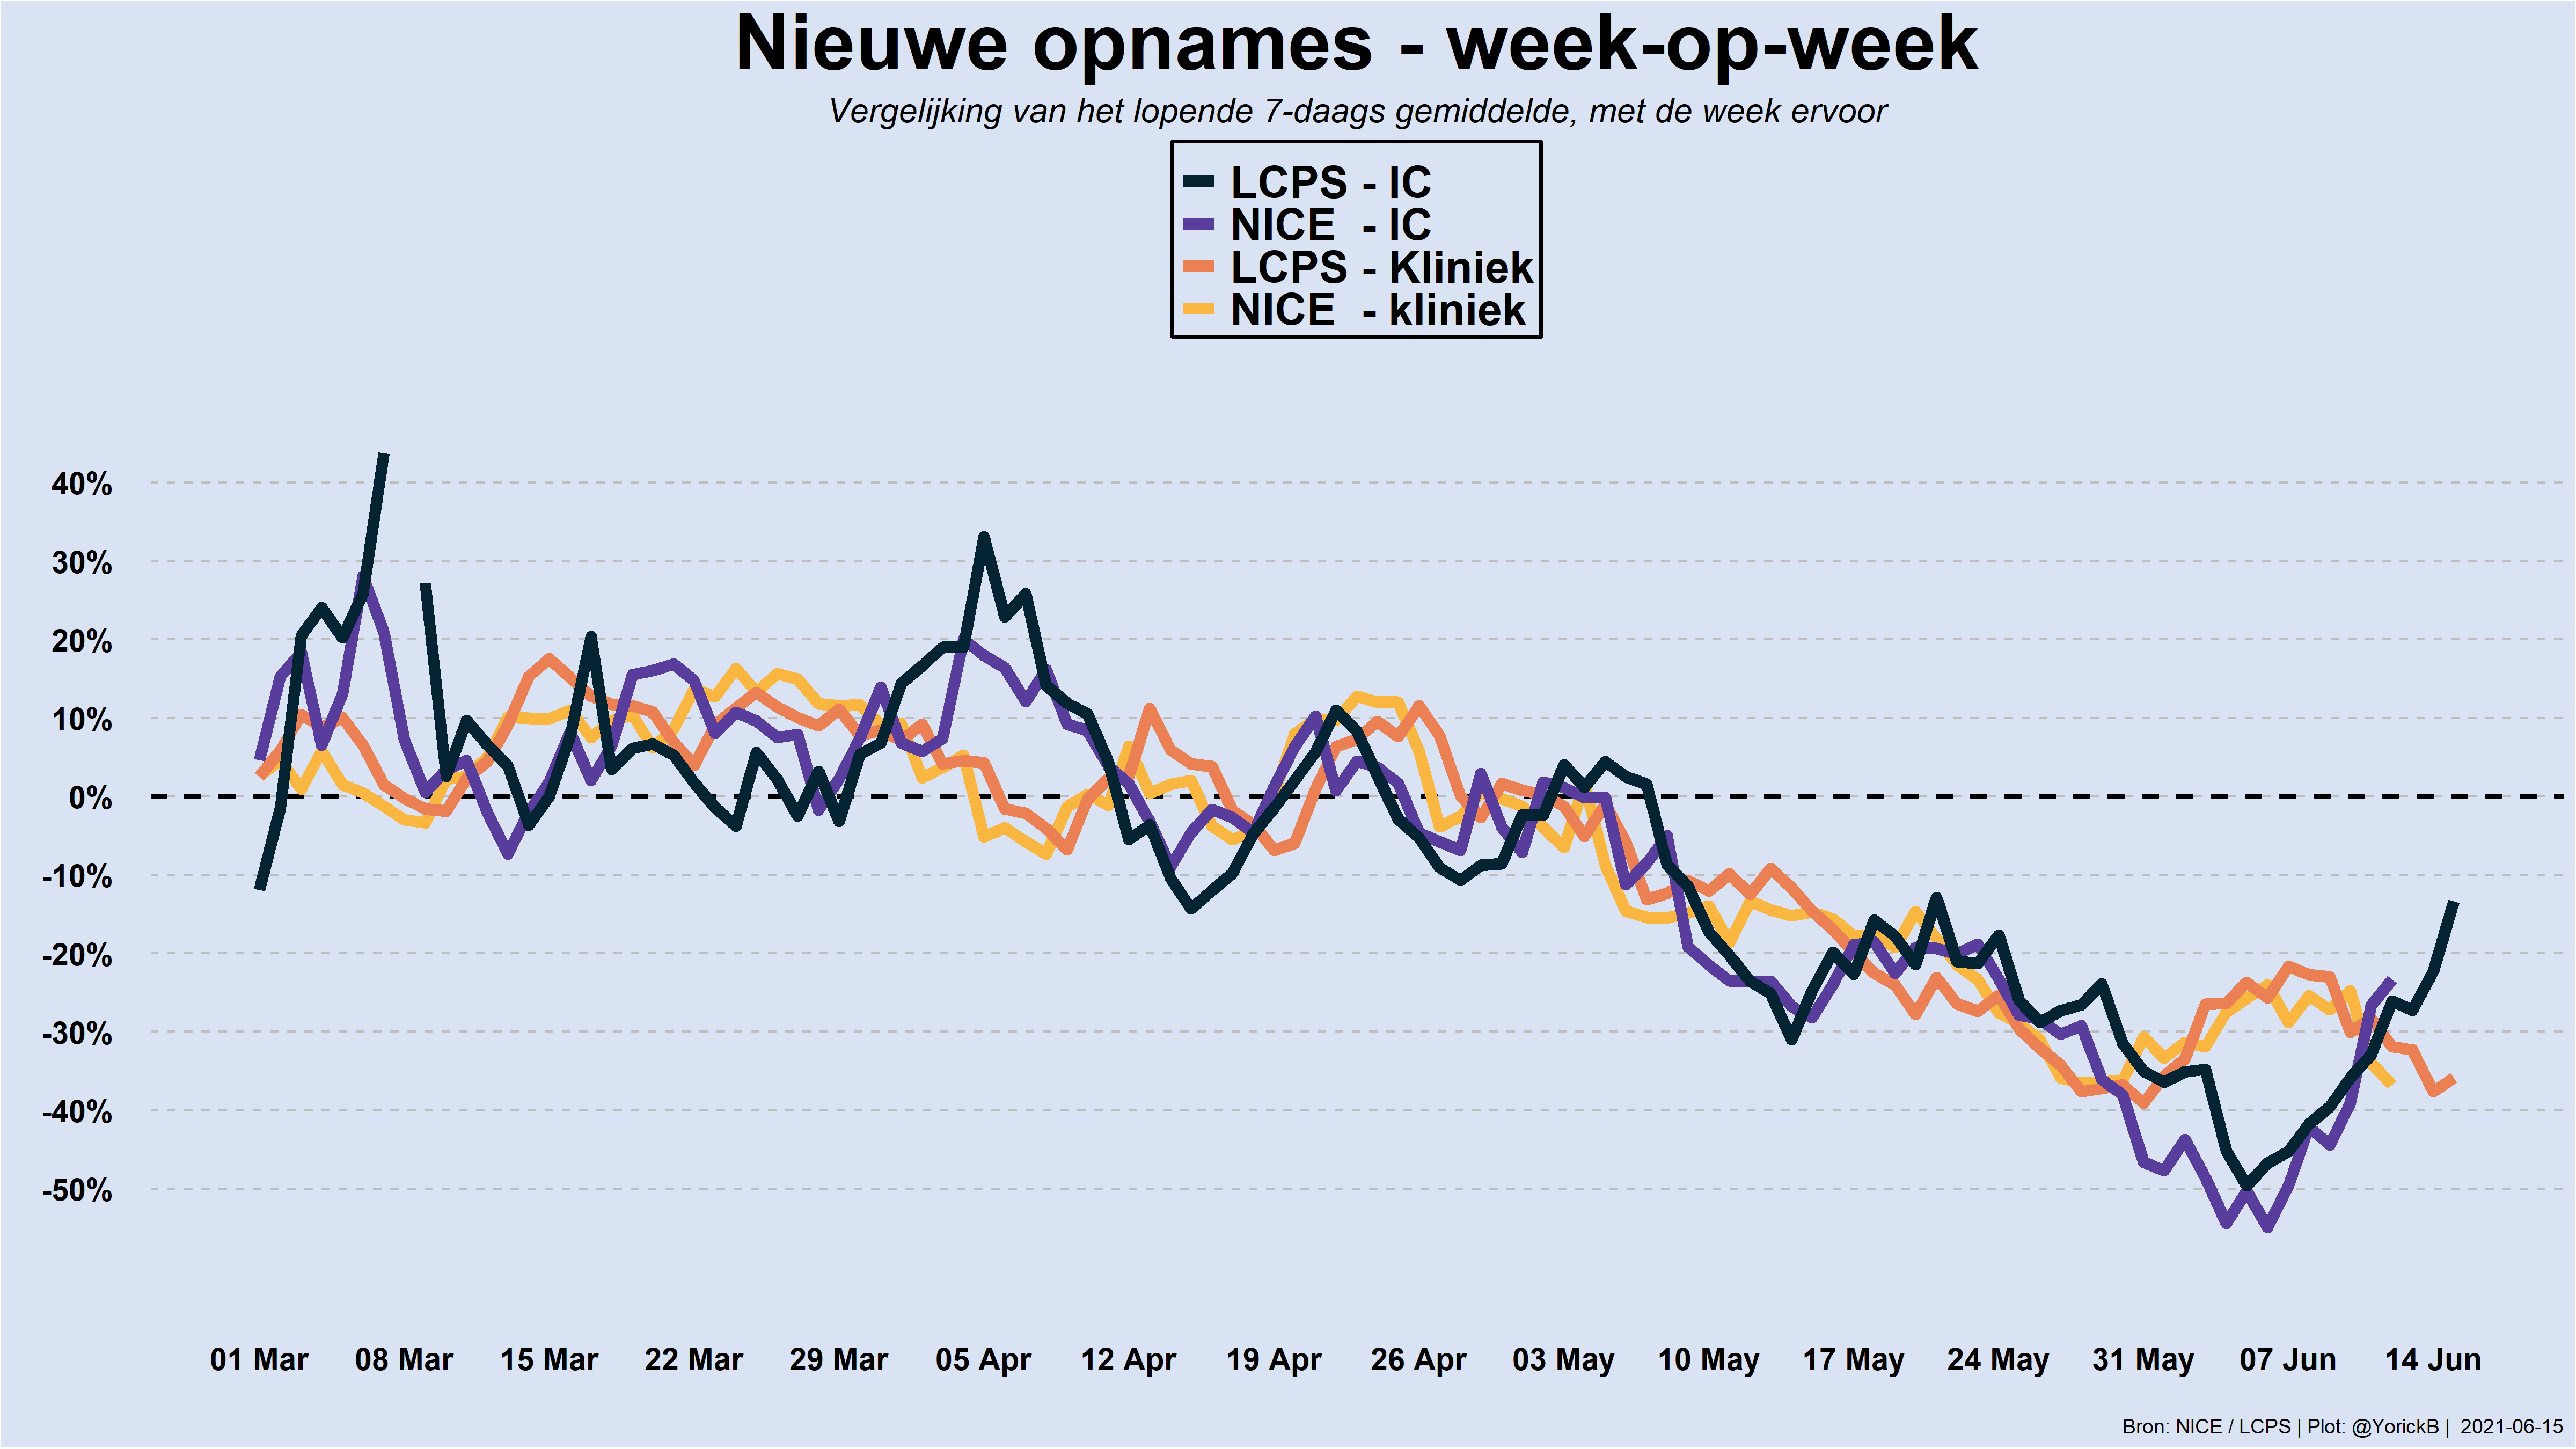 Nieuwe opnames - week-op-week
Vergelijking van het lopende 7-daags gemiddelde, met de week ervoor
LCPS - IC
NICE - IC
LCPS - Kliniek
NICE - kliniek
40%
30%
20%
10%
0%
-10%
-20%
-30%
-40%
-50%
01 Mar 08 Mar 15 Mar 22 Mar 29 Mar 05 Apr 12 Apr 19 Apr 26 Apr 03 May 10 May 17 May 24 May 31 May 07 Jun 14 Jun
Bron: NICE / LCPS | Plot: @YorickB | 2021-06-15